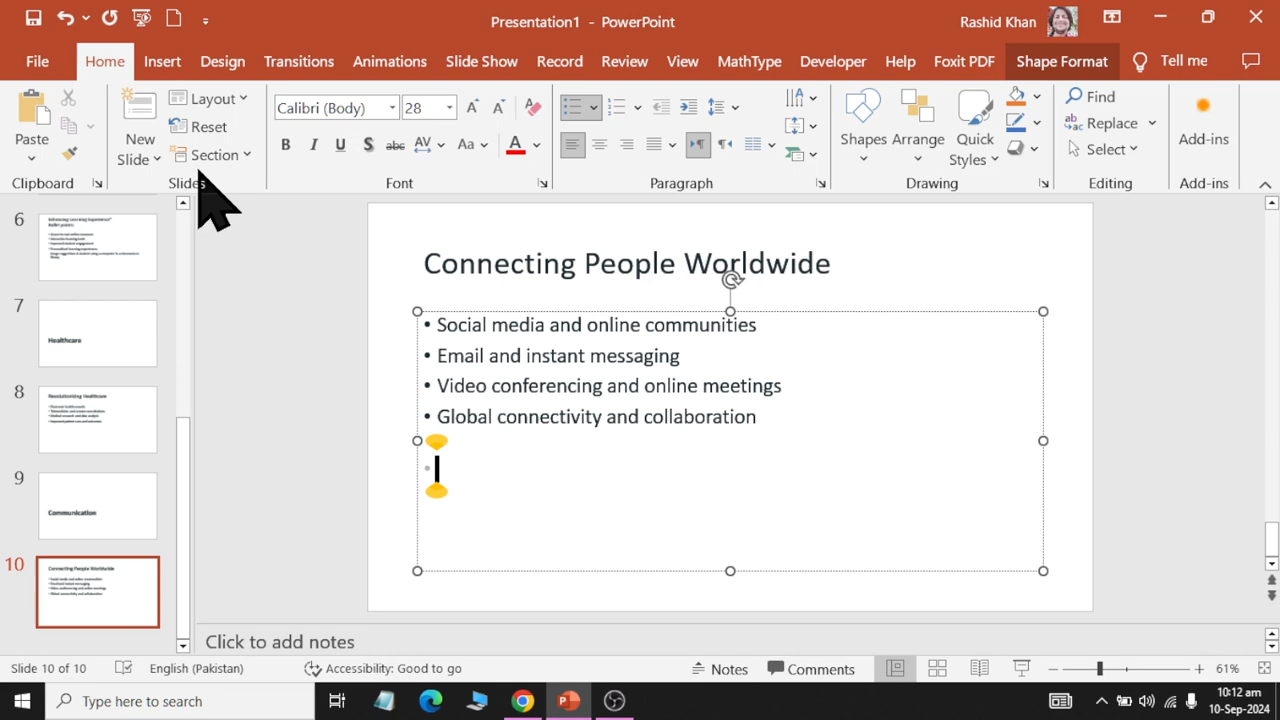 Presentation1 - PowerPoint
Rashid Khan
File Home Insert Design Transitions Animations Slide Show Record Review View MathType Developer Help Foxit PDF Shape Format Tell me
Paste
Clipboard
New Slide
Layout
Reset
Section
Slides
Calibri (Body) 28
B I U S abc AV Aa A
Font
Paragraph
Shapes
Arrange
Quick Styles
Drawing
Find
Replace
Select
Editing
Add-ins
Add-ins
6
7
Healthcare
8
Revolutionising Healthcare
9
Communication
10
Connecting People Worldwide
Connecting People Worldwide
• Social media and online communities
• Email and instant messaging
• Video conferencing and online meetings
• Global connectivity and collaboration
Click to add notes
Slide 10 of 10 English (Pakistan) Accessibility: Good to go Notes Comments 61%
Type here to search
10:12 am
10-Sep-2024